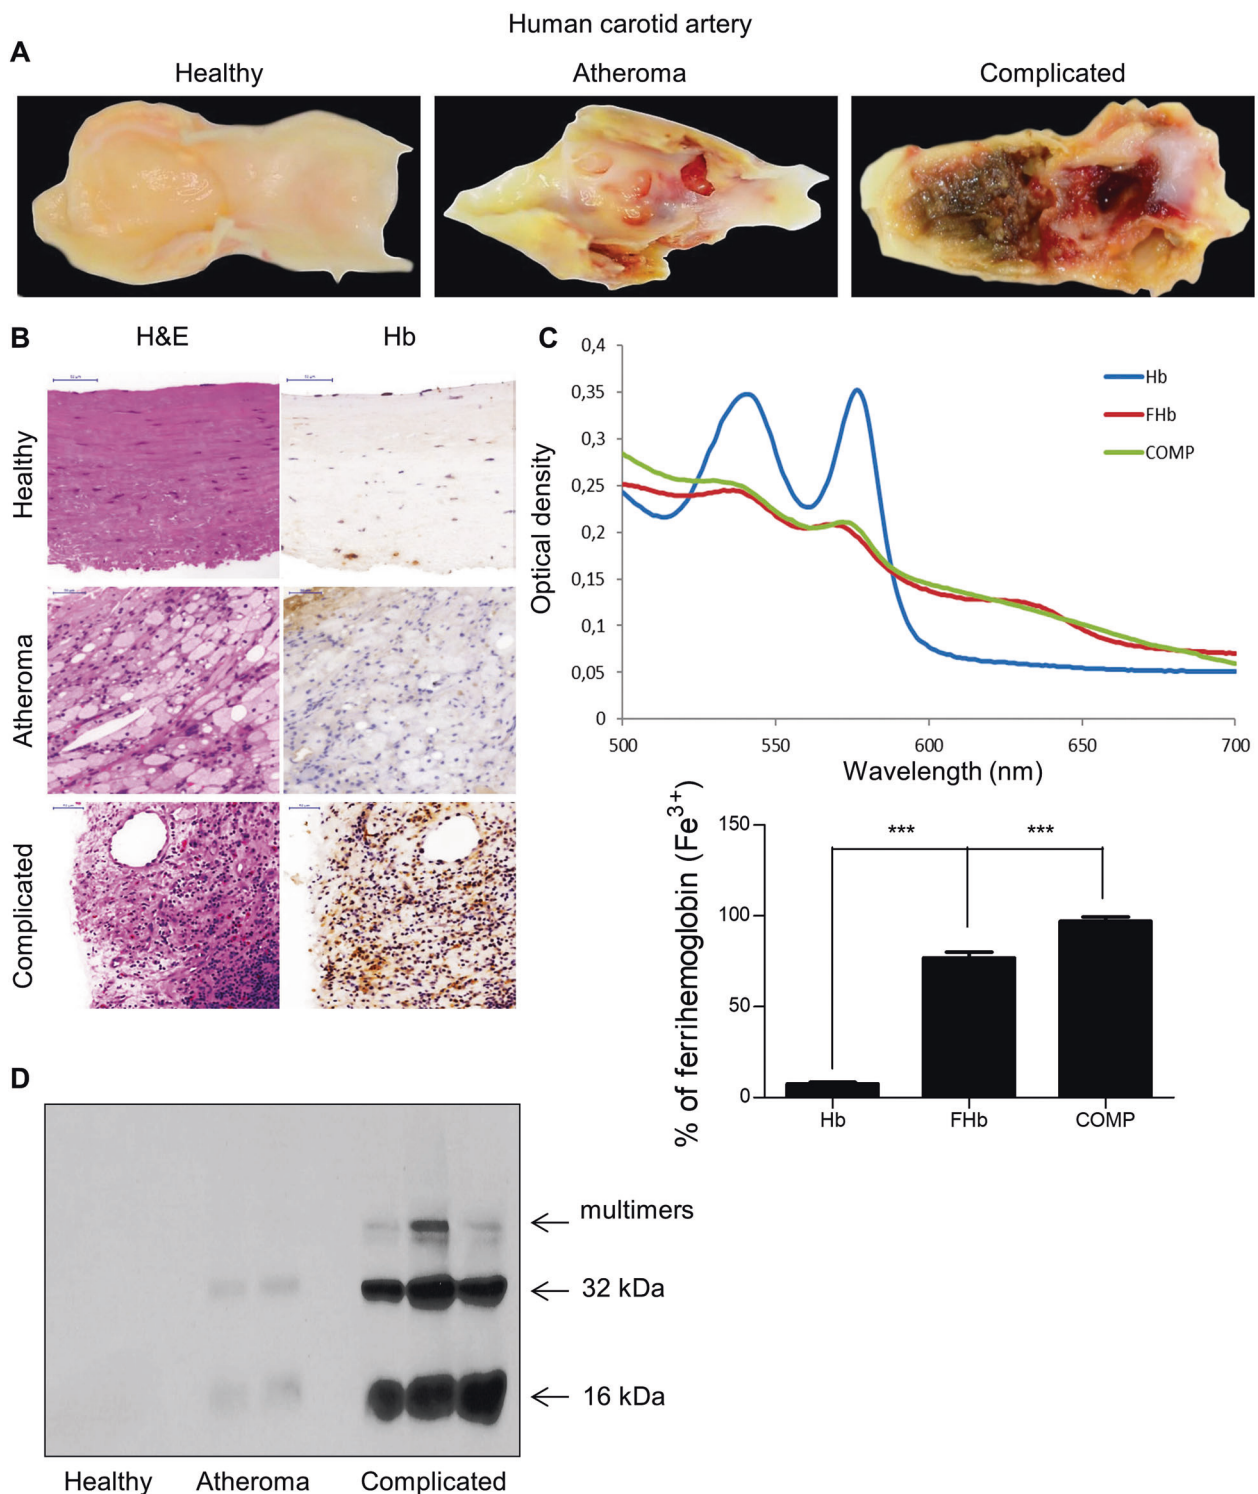 Human carotid artery
A
Healthy
Atheroma
Complicated
B
H&E
Hb
Healthy
Atheroma
Complicated
C
Optical density
0,4
0,35
0,3
0,25
0,2
0,15
0,1
0,05
0
500
550
600
650
700
Wavelength (nm)
Hb
FHb
COMP
% of ferrihemoglobin (Fe³⁺)
150
100
50
0
***
***
Hb
FHb
COMP
D
multimers
32 kDa
16 kDa
Healthy
Atheroma
Complicated